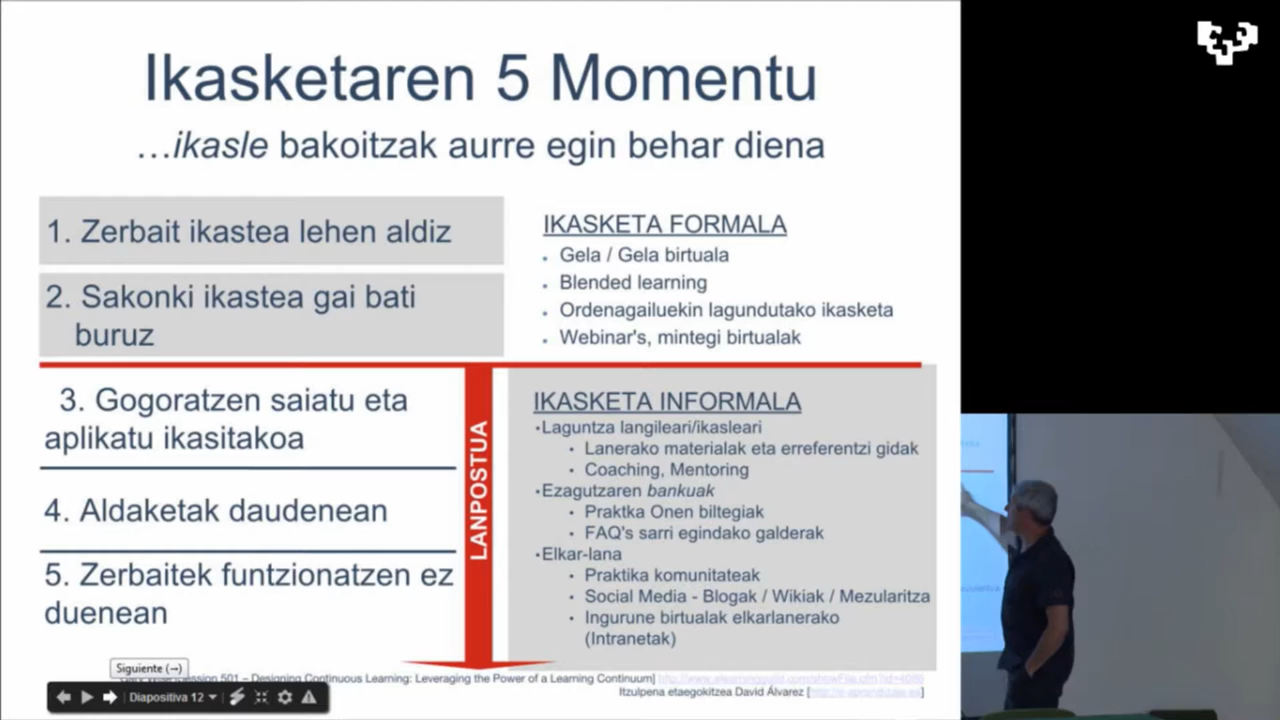 Ikasketaren 5 Momentu
…ikasle bakoitzak aurre egin behar diena
1. Zerbait ikastea lehen aldiz
2. Sakonki ikastea gai bati
buruz
3. Gogoratzen saiatu eta
aplikatu ikasitakoa
4. Aldaketak daudenean
5. Zerbaitek funtzionatzen ez
duenean
LANPOSTUA
IKASKETA FORMALA
Gela / Gela birtuala
Blended learning
Ordenagailuekin lagundutako ikasketa
Webinar's, mintegi birtualak
IKASKETA INFORMALA
Laguntza langileari/ikasleari
Lanerako materialak eta erreferentzi gidak
Coaching, Mentoring
Ezagutzaren bankuak
Praktka Onen biltegiak
FAQ's sarri egindako galderak
Elkar-lana
Praktika komunitateak
Social Media - Blogak / Wikiak / Mezularitza
Ingurune birtualak elkarlanerako
(Intranetak)
Siguiente (→)
501 – Designing Continuous Learning: Leveraging the Power of a Learning Continuum]
Itzulpena etaegokitzea David Álvarez [
Diapositiva 12